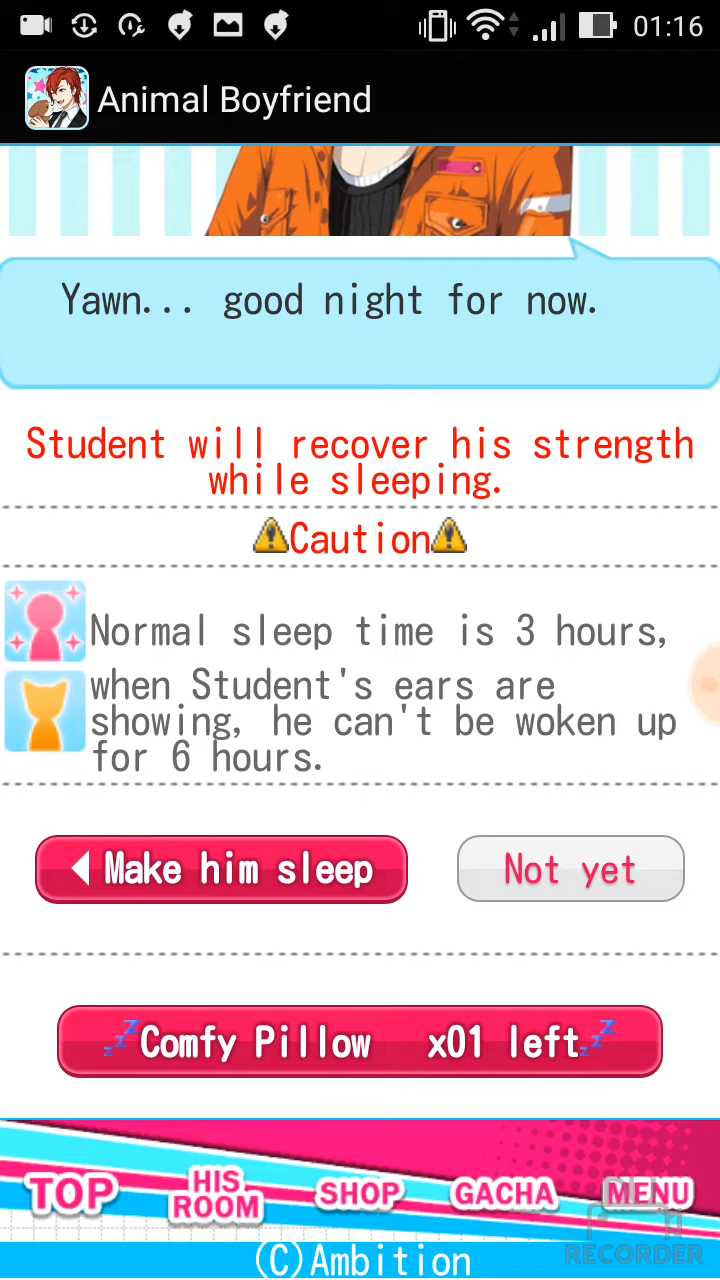 01:16
Animal Boyfriend
Yawn... good night for now.
Student will recover his strength
while sleeping.
Caution
Normal sleep time is 3 hours,
when Student's ears are
showing, he can't be woken up
for 6 hours.
Make him sleep
Not yet
Comfy Pillow x01 left
TOP
HIS
ROOM
SHOP
GACHA
MENU
RECORDER
(C)Ambition